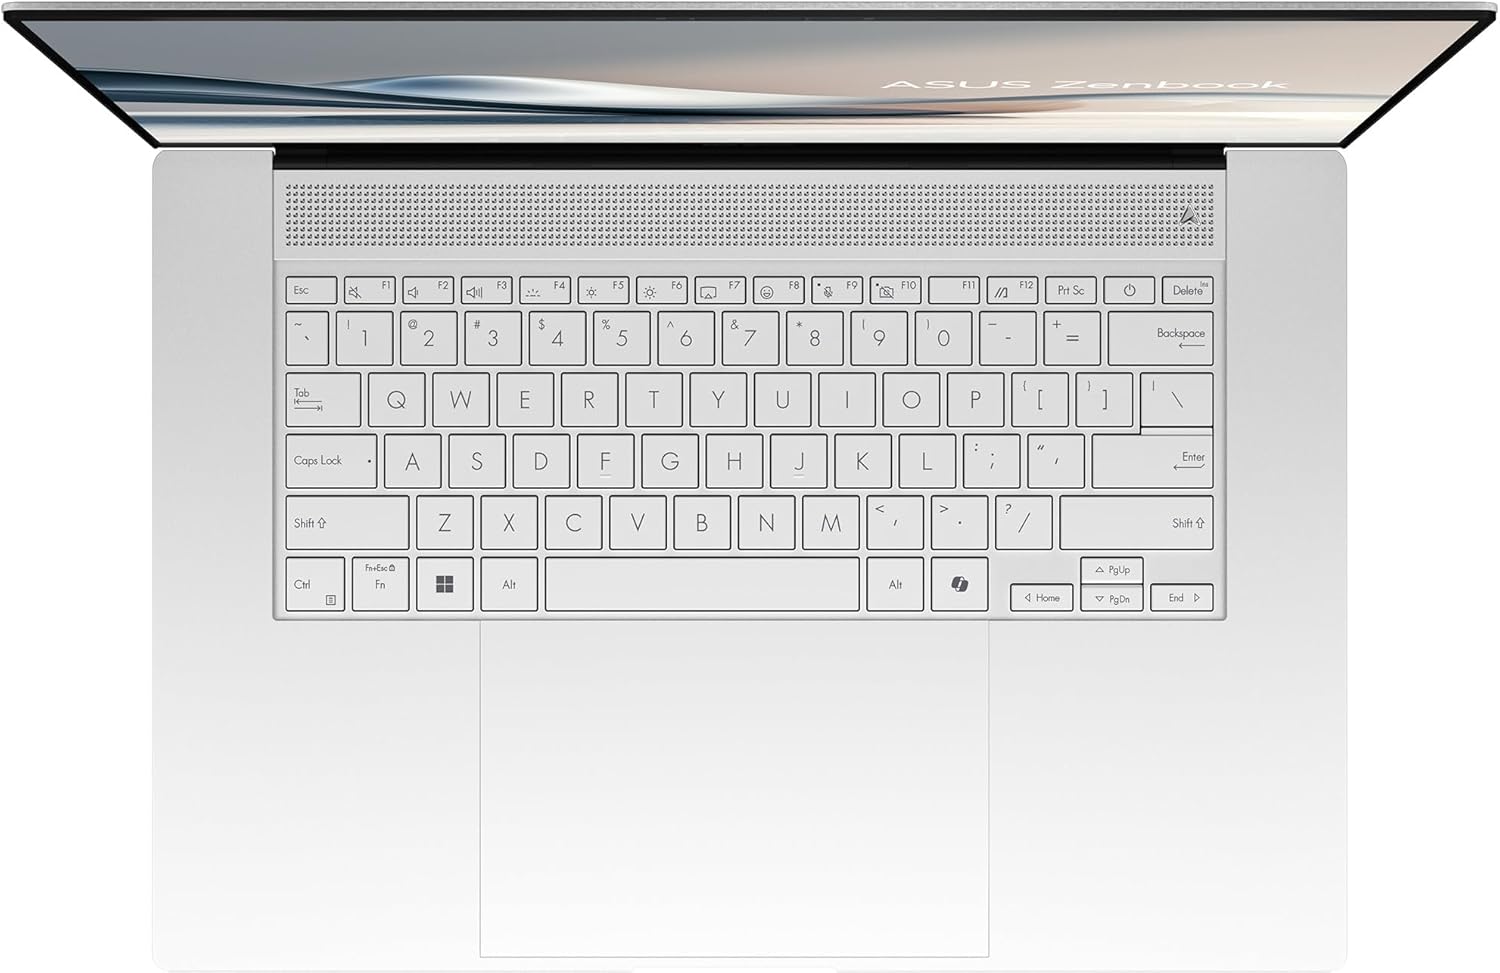 ASUS Zenbook
Esc F1 F2 F3 F4 F5 F6 F7 F8 F9 F10 F11 F12 Prt Sc Delete Ins
~ ` ! 1 @ 2 # 3 $ 4 % 5 ^ 6 & 7 * 8 ( 9 ) 0 _ - + = Backspace
Tab Q W E R T Y U I O P { [ } ] | \
Caps Lock A S D F G H J K L : ; " ' Enter
Shift Z X C V B N M < , > . ? / Shift
Ctrl Fn+Esc Fn Alt Alt Home PgUp PgDn End